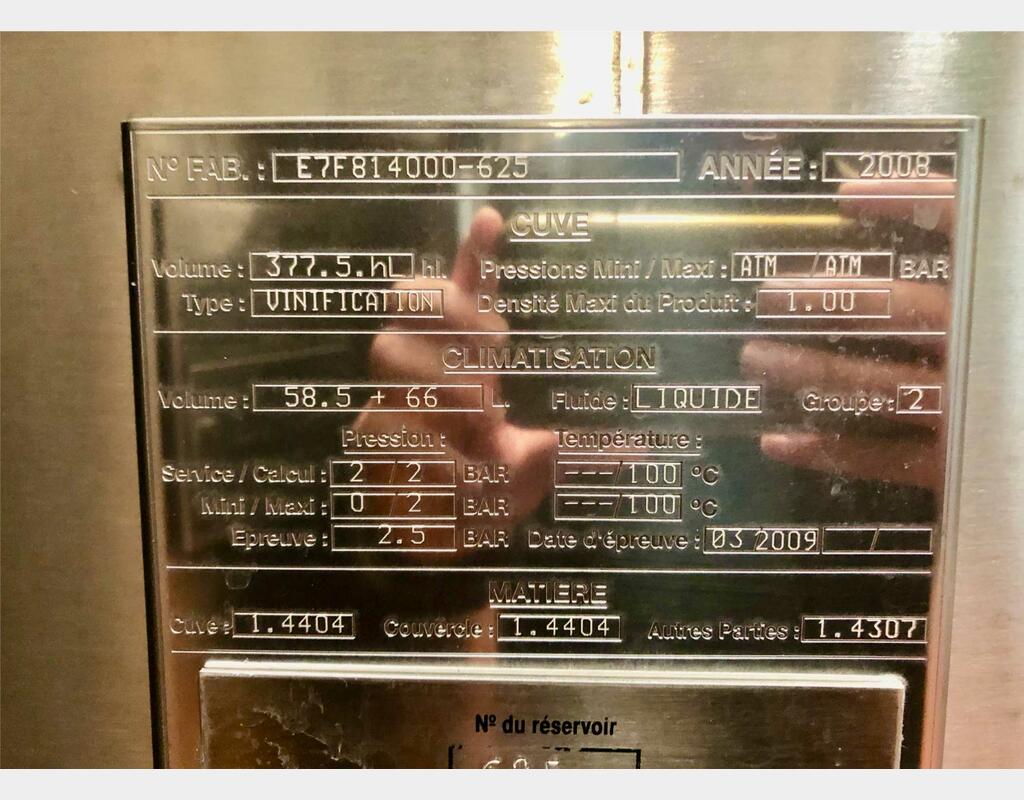 Nº FAB. : E7F814000-625 ANNÉE : 2008
CUVE
Volume : 377.5.hL hl. Pressions Mini / Maxi : ATM / ATM BAR
Type : VINIFICATION Densité Maxi du Produit : 1.00
CLIMATISATION
Volume : 58.5 + 66 L. Fluide : LIQUIDE Groupe : 2
Pression : Température :
Service / Calcul : 2 / 2 BAR ---/100 °C
Mini / Maxi : 0 / 2 BAR ---/100 °C
Epreuve : 2.5 BAR Date d'épreuve : 03/2009 /
MATIÈRE
Cuve : 1.4404 Couvercle : 1.4404 Autres Parties : 1.4307
Nº du réservoir